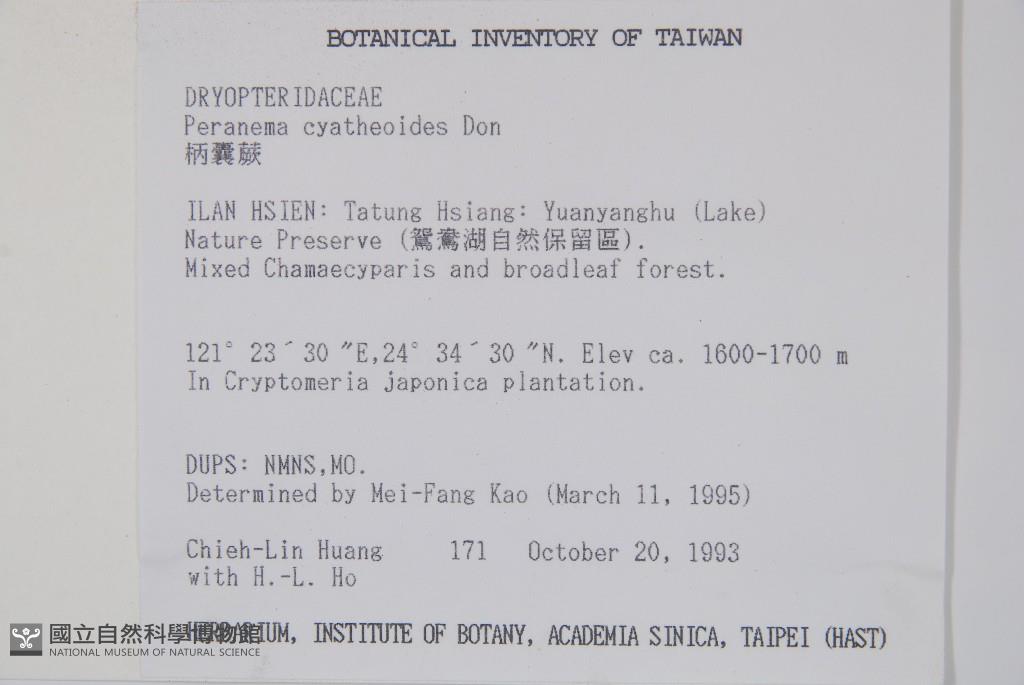 BOTANICAL INVENTORY OF TAIWAN
DRYOPTERIDACEAE
Peranema cyatheoides Don
柄囊蕨
ILAN HSIEN: Tatung Hsiang: Yuanyanghu (Lake)
Nature Preserve (鴛鴦湖自然保留區).
Mixed Chamaecyparis and broadleaf forest.
121° 23´30″E,24° 34´30″N. Elev ca. 1600-1700 m
In Cryptomeria japonica plantation.
DUPS: NMNS,MO.
Determined by Mei-Fang Kao (March 11, 1995)
Chieh-Lin Huang 171 October 20, 1993
with H.-L. Ho
HERBARIUM, INSTITUTE OF BOTANY, ACADEMIA SINICA, TAIPEI (HAST)
國立自然科學博物館
NATIONAL MUSEUM OF NATURAL SCIENCE